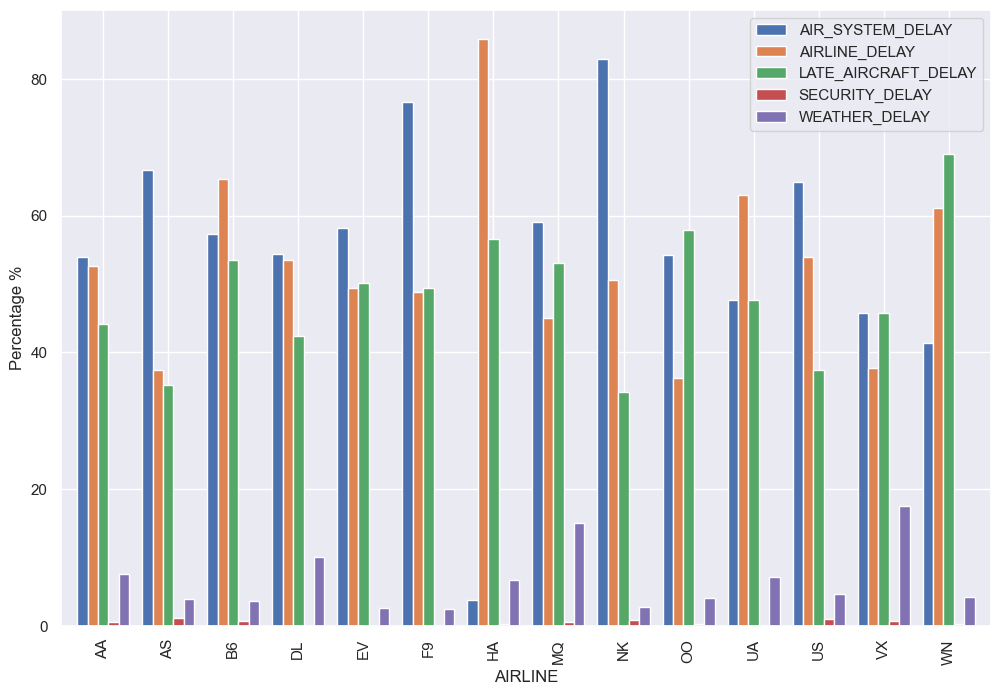 AIR_SYSTEM_DELAY
AIRLINE_DELAY
LATE_AIRCRAFT_DELAY
SECURITY_DELAY
WEATHER_DELAY
Percentage %
80
60
40
20
0
AA AS B6 DL EV F9 HA MQ NK OO UA US VX WN
AIRLINE